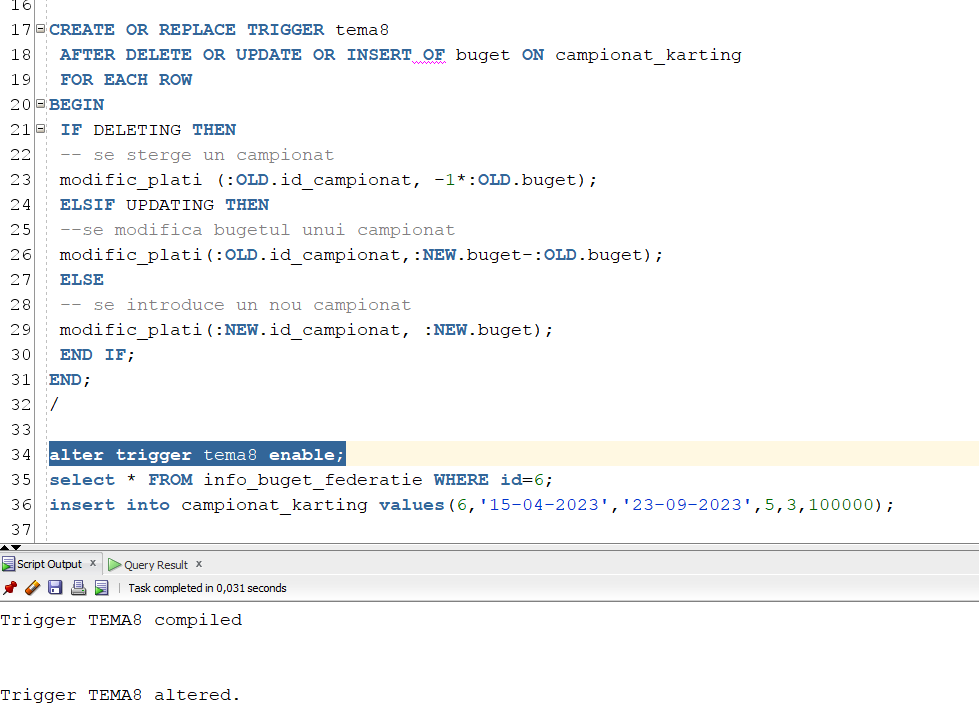 16
17 CREATE OR REPLACE TRIGGER tema8
18 AFTER DELETE OR UPDATE OR INSERT OF buget ON campionat_karting
19 FOR EACH ROW
20 BEGIN
21 IF DELETING THEN
22 -- se sterge un campionat
23 modific_plati (:OLD.id_campionat, -1*:OLD.buget);
24 ELSIF UPDATING THEN
25 --se modifica bugetul unui campionat
26 modific_plati(:OLD.id_campionat,:NEW.buget-:OLD.buget);
27 ELSE
28 -- se introduce un nou campionat
29 modific_plati(:NEW.id_campionat, :NEW.buget);
30 END IF;
31 END;
32 /
33
34 alter trigger tema8 enable;
35 select * FROM info_buget_federatie WHERE id=6;
36 insert into campionat_karting values(6,'15-04-2023','23-09-2023',5,3,100000);
37
Script Output x Query Result x
Task completed in 0,031 seconds
Trigger TEMA8 compiled
Trigger TEMA8 altered.